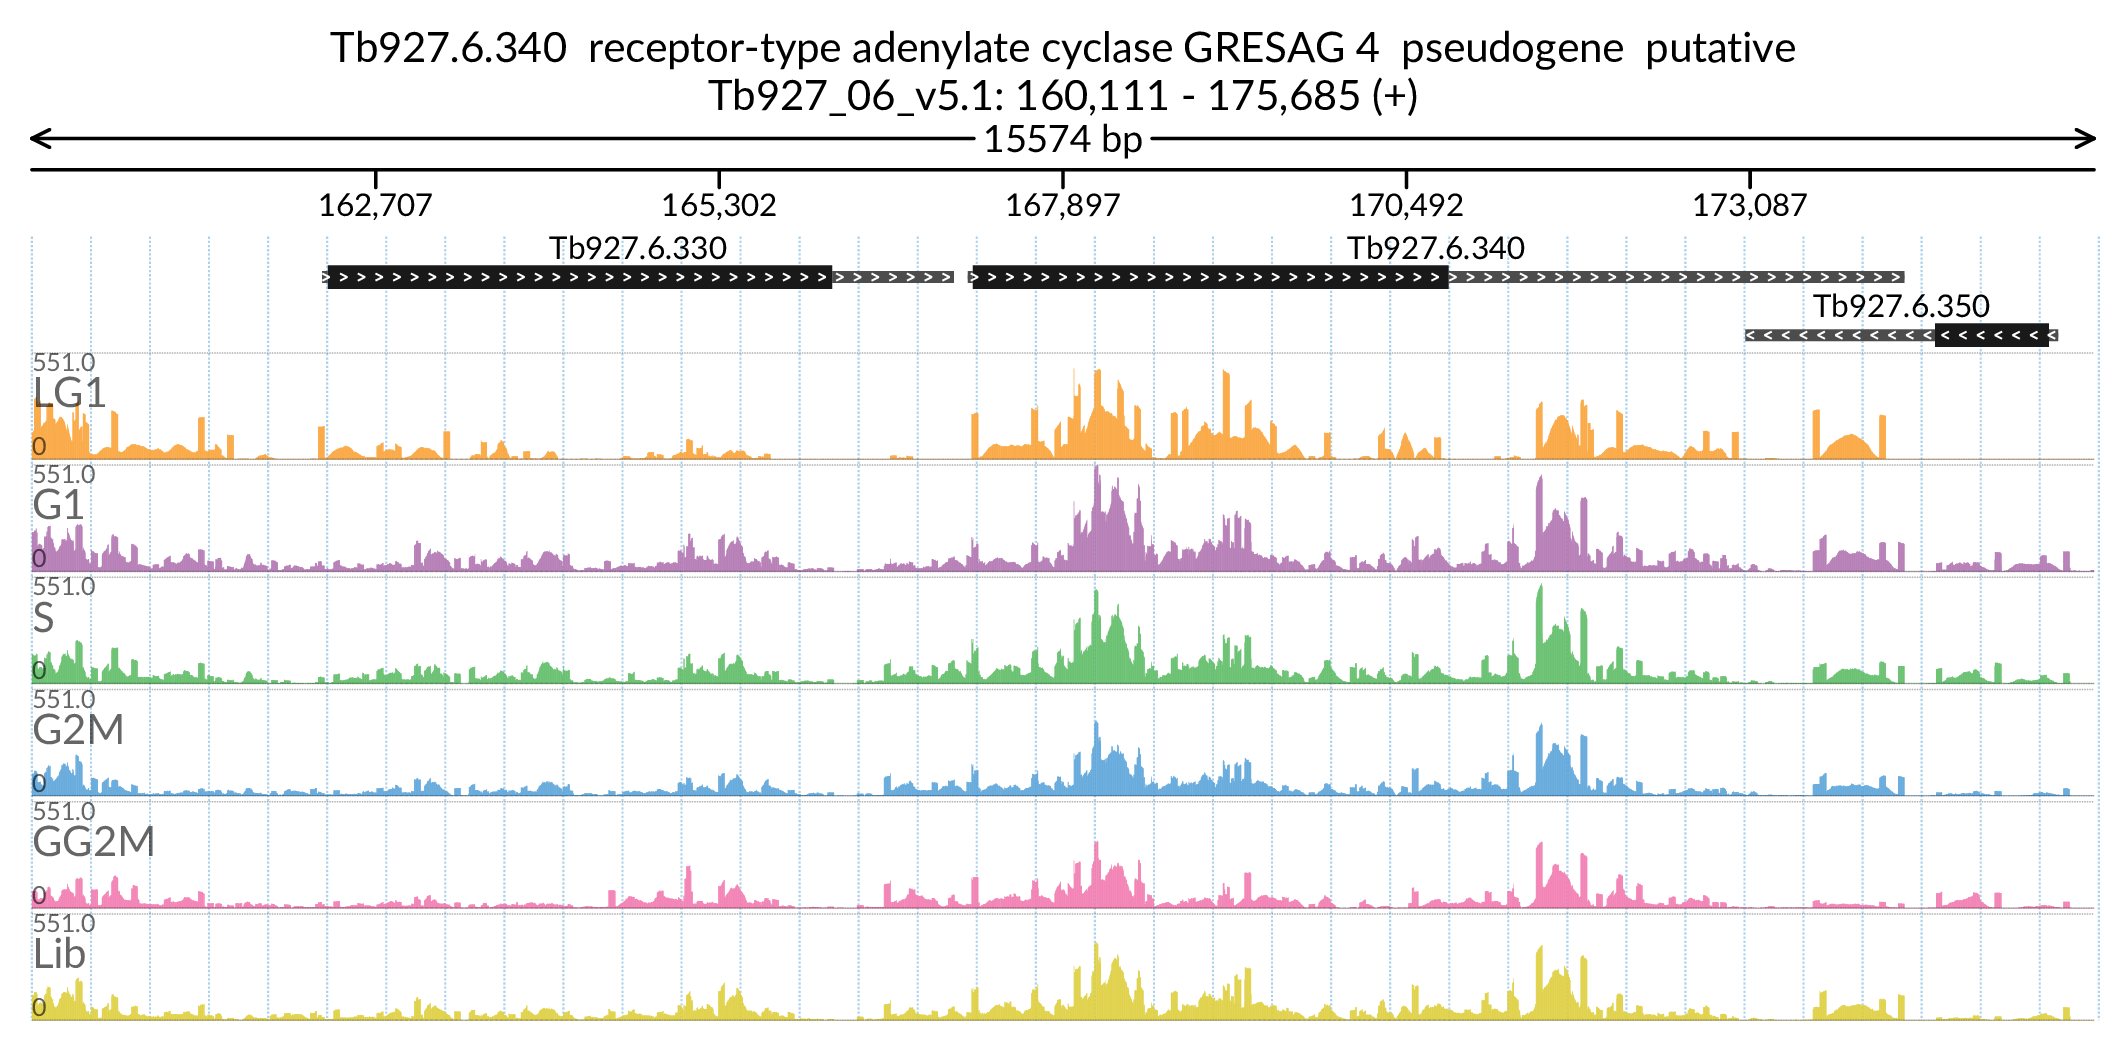 Tb927.6.340 receptor-type adenylate cyclase GRESAG 4 pseudogene putative
Tb927_06_v5.1: 160,111 - 175,685 (+)
15574 bp
162,707 165,302 167,897 170,492 173,087
Tb927.6.330 Tb927.6.340
Tb927.6.350
551.0
LG1
0
551.0
G1
0
551.0
S
0
551.0
G2M
0
551.0
GG2M
0
551.0
Lib
0